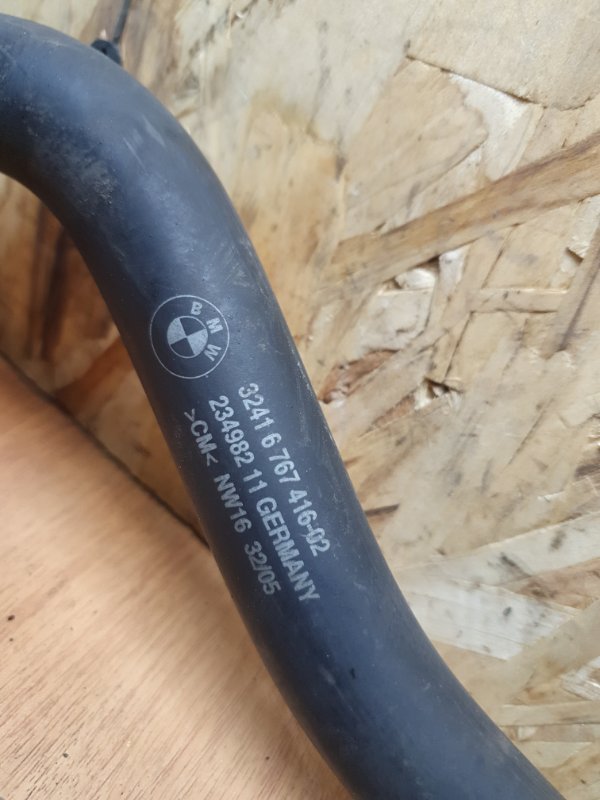 BMW
3241 6 767 416-02
234982 11 GERMANY
>CM< NW16 32/05